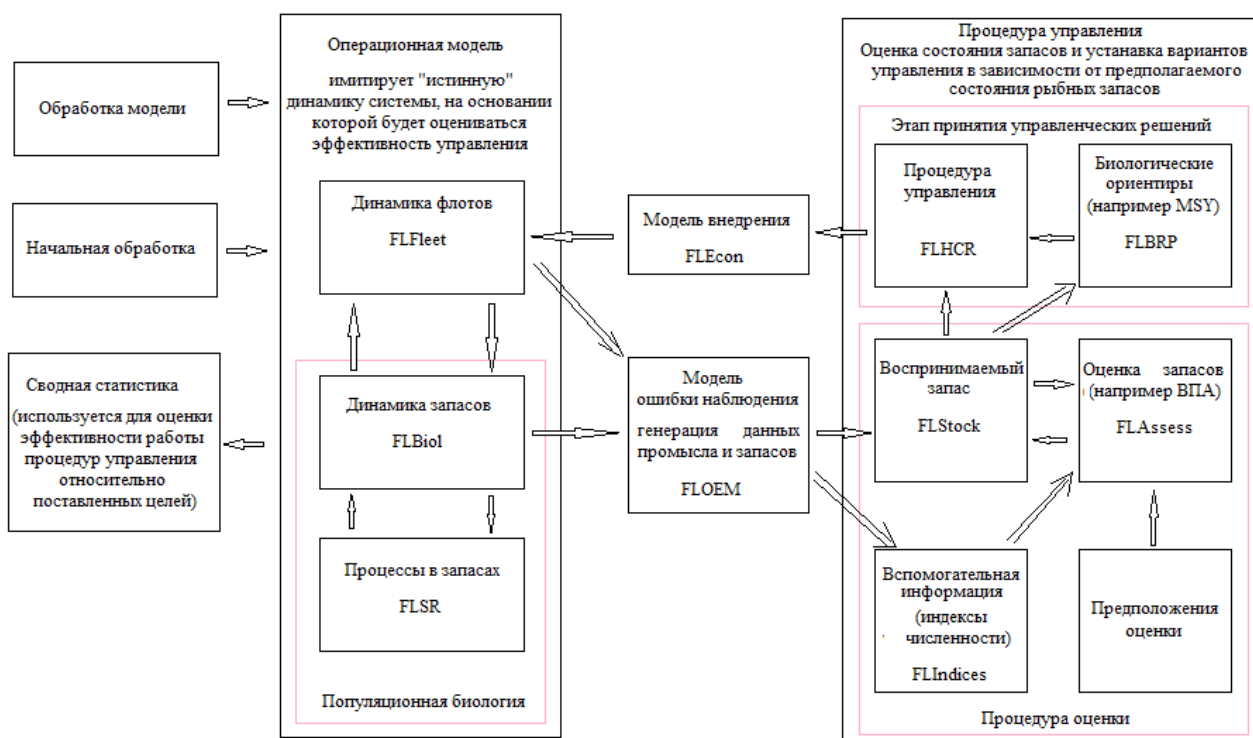 Обработка модели
Начальная обработка
Сводная статистика
(используется для оценки
эффективности работы
процедур управления
относительно
поставленных целей)
Операционная модель
имитирует "истинную"
динамику системы, на основании
которой будет оцениваться
эффективность управления
Динамика флотов
FLFleet
Динамика запасов
FLBiol
Процессы в запасах
FLSR
Популяционная биология
Модель внедрения
FLEcon
Модель
ошибки наблюдения
генерация данных
промысла и запасов
FLOEM
Процедура управления
Оценка состояния запасов и устанавка вариантов
управления в зависимости от предполагаемого
состояния рыбных запасов
Этап принятия управленческих решений
Процедура
управления
FLHCR
Биологические
ориентиры
(например MSY)
FLBRP
Воспринимаемый
запас
FLStock
Оценка запасов
(например ВПА)
FLAssess
Вспомогательная
информация
(индексы
численности)
FLIndices
Предположения
оценки
Процедура оценки